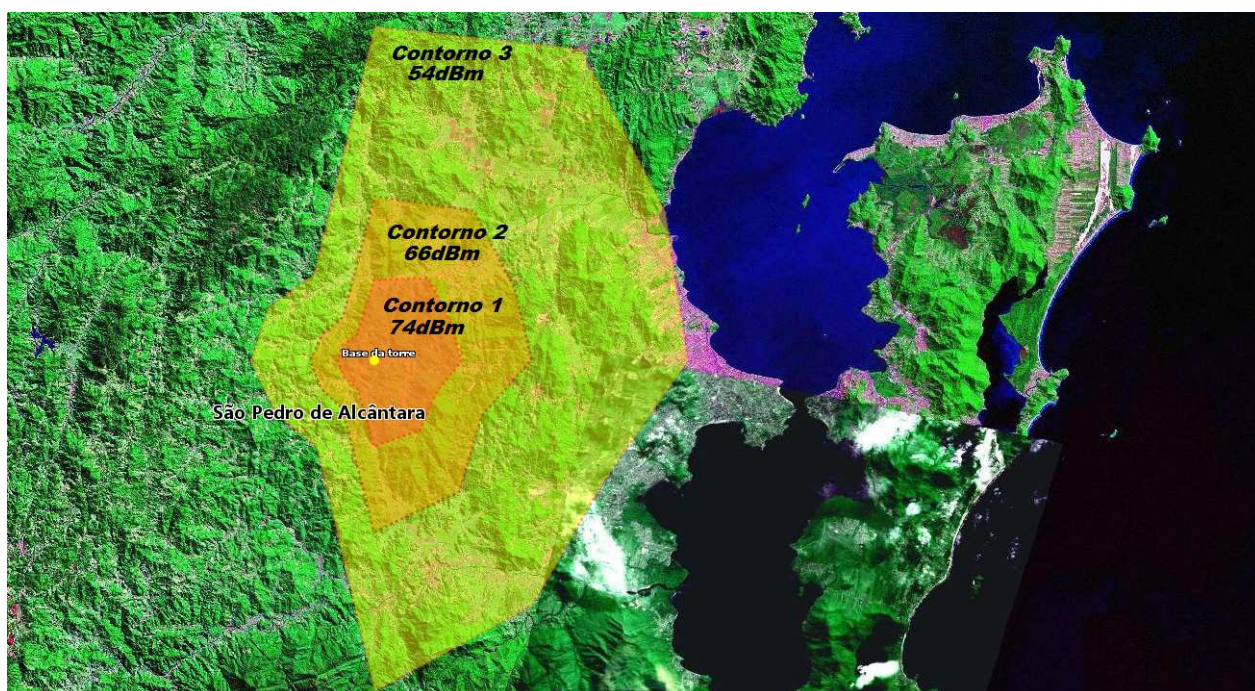 Contorno 3
54dBm
Contorno 2
66dBm
Contorno 1
74dBm
Base da torre
São Pedro de Alcântara